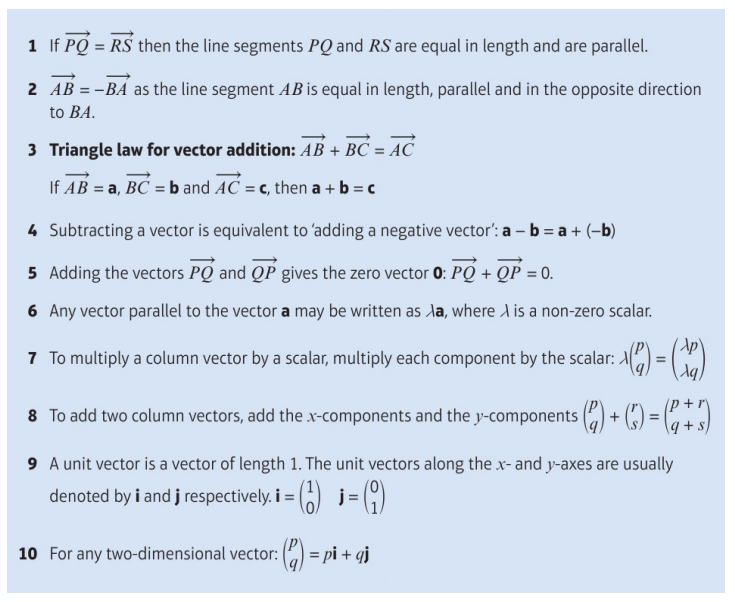 1 If $\overrightarrow{PQ}$ = $\overrightarrow{RS}$ then the line segments PQ and RS are equal in length and are parallel.
2 $\overrightarrow{AB}$ = −$\overrightarrow{BA}$ as the line segment AB is equal in length, parallel and in the opposite direction
to BA.
3 Triangle law for vector addition: $\overrightarrow{AB}$ + $\overrightarrow{BC}$ = $\overrightarrow{AC}$
If $\overrightarrow{AB}$ = a, $\overrightarrow{BC}$ = b and $\overrightarrow{AC}$ = c, then a + b = c
4 Subtracting a vector is equivalent to ‘adding a negative vector’: a − b = a + (−b)
5 Adding the vectors $\overrightarrow{PQ}$ and $\overrightarrow{QP}$ gives the zero vector 0: $\overrightarrow{PQ}$ + $\overrightarrow{QP}$ = 0.
6 Any vector parallel to the vector a may be written as λa, where λ is a non-zero scalar.
7 To multiply a column vector by a scalar, multiply each component by the scalar: $\lambda\begin{pmatrix}p\\q\end{pmatrix} = \begin{pmatrix}\lambda p\\\lambda q\end{pmatrix}$
8 To add two column vectors, add the x-components and the y-components $\begin{pmatrix}p\\q\end{pmatrix} + \begin{pmatrix}r\\s\end{pmatrix} = \begin{pmatrix}p + r\\q + s\end{pmatrix}$
9 A unit vector is a vector of length 1. The unit vectors along the x- and y-axes are usually
denoted by i and j respectively. i = $\begin{pmatrix}1\\0\end{pmatrix}$ j = $\begin{pmatrix}0\\1\end{pmatrix}$
10 For any two-dimensional vector: $\begin{pmatrix}p\\q\end{pmatrix}$ = pi + qj